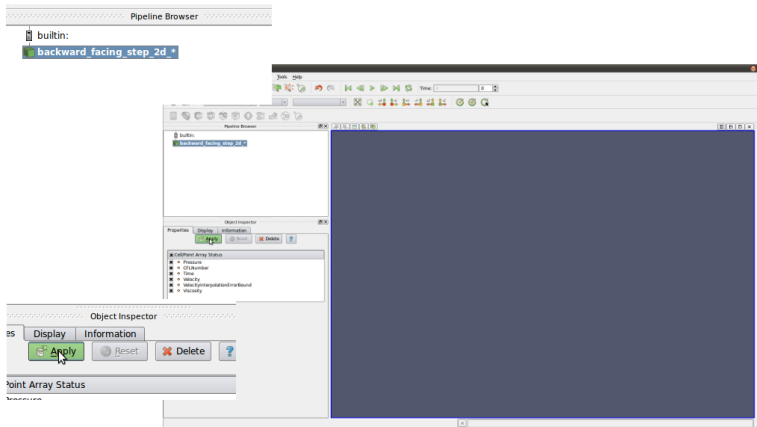 Pipeline Browser
builtin:
backward_facing_step_2d_*
Tools Help
Time:
Pipeline Browser
builtin:
backward_facing_step_2d_*
Object Inspector
Properties Display Information
Apply Reset Delete ?
Cell/Point Array Status
Pressure
CFLNumber
Time
Velocity
VelocityInterpolationErrorBound
Viscosity
Object Inspector
es Display Information
Apply Reset Delete ?
Point Array Status
Pressure